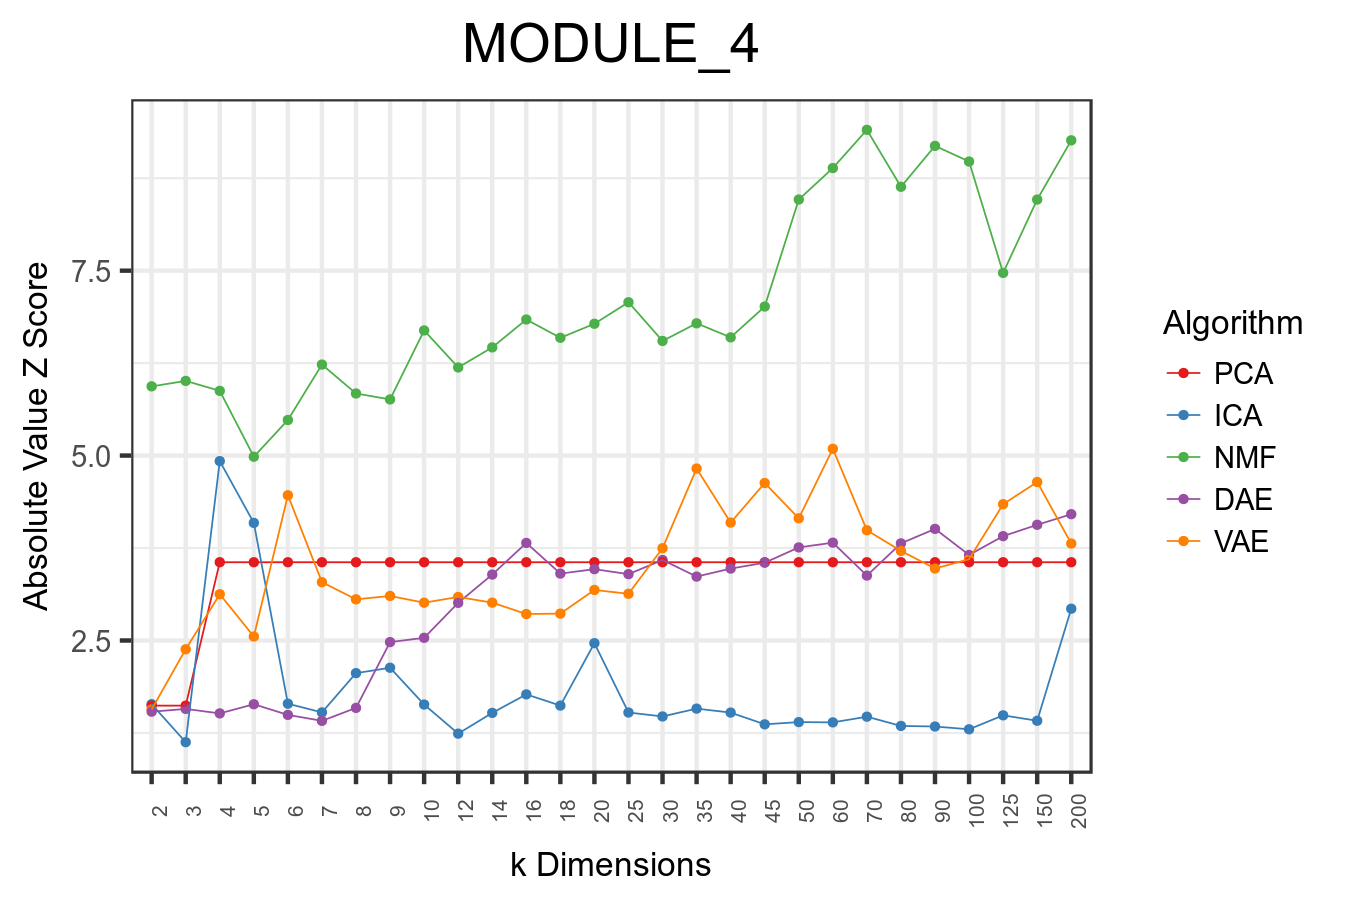 MODULE_4
Absolute Value Z Score
7.5
5.0
2.5
2 3 4 5 6 7 8 9 10 12 14 16 18 20 25 30 35 40 45 50 60 70 80 90 100 125 150 200
k Dimensions
Algorithm
PCA
ICA
NMF
DAE
VAE